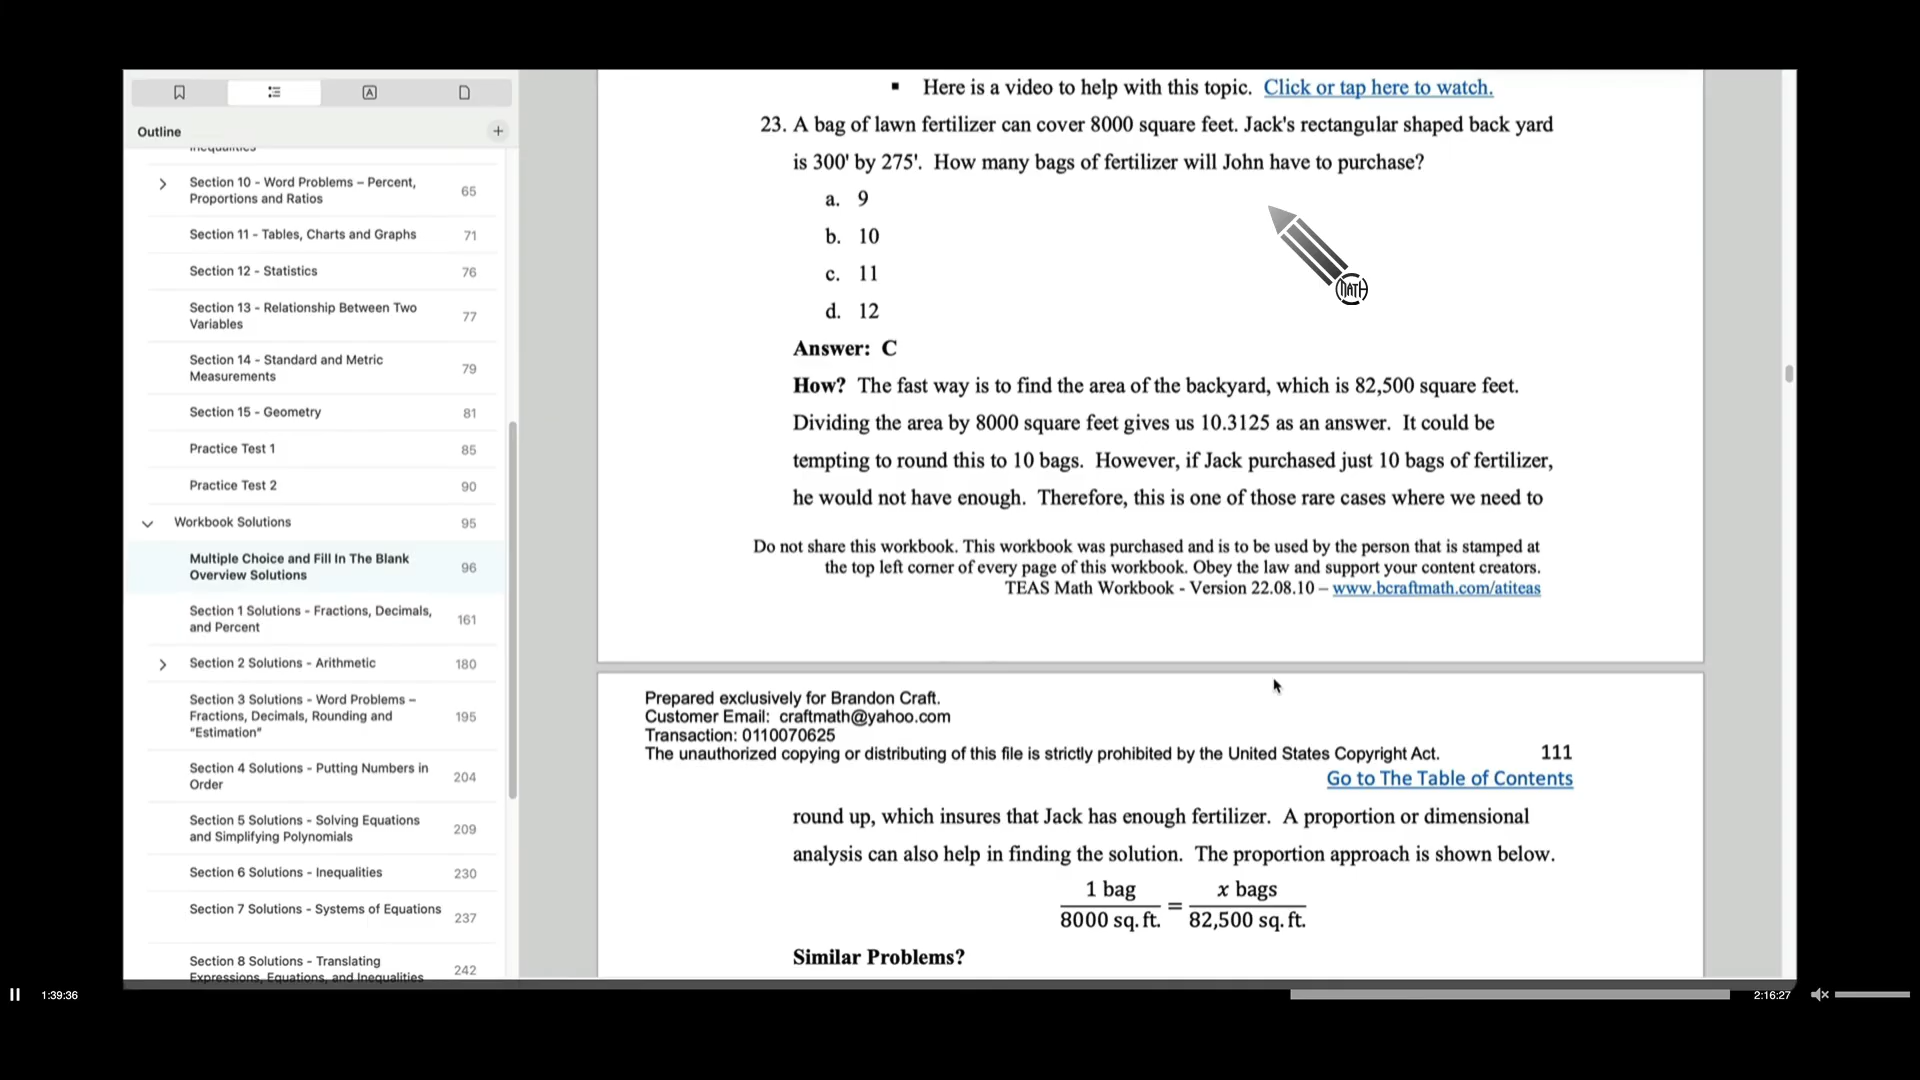 Outline
Section 10 - Word Problems – Percent,
Proportions and Ratios
65
Section 11 - Tables, Charts and Graphs
71
Section 12 - Statistics
76
Section 13 - Relationship Between Two
Variables
77
Section 14 - Standard and Metric
Measurements
79
Section 15 - Geometry
81
Practice Test 1
85
Practice Test 2
90
Workbook Solutions
95
Multiple Choice and Fill In The Blank
Overview Solutions
96
Section 1 Solutions - Fractions, Decimals,
and Percent
161
Section 2 Solutions - Arithmetic
180
Section 3 Solutions - Word Problems –
Fractions, Decimals, Rounding and
"Estimation"
195
Section 4 Solutions - Putting Numbers in
Order
204
Section 5 Solutions - Solving Equations
and Simplifying Polynomials
209
Section 6 Solutions - Inequalities
230
Section 7 Solutions - Systems of Equations
237
Section 8 Solutions - Translating
Expressions, Equations, and Inequalities
242
▪ Here is a video to help with this topic. Click or tap here to watch.
23. A bag of lawn fertilizer can cover 8000 square feet. Jack's rectangular shaped back yard
is 300' by 275'. How many bags of fertilizer will John have to purchase?
a. 9
b. 10
c. 11
d. 12
MATH
Answer: C
How? The fast way is to find the area of the backyard, which is 82,500 square feet.
Dividing the area by 8000 square feet gives us 10.3125 as an answer. It could be
tempting to round this to 10 bags. However, if Jack purchased just 10 bags of fertilizer,
he would not have enough. Therefore, this is one of those rare cases where we need to
Do not share this workbook. This workbook was purchased and is to be used by the person that is stamped at
the top left corner of every page of this workbook. Obey the law and support your content creators.
TEAS Math Workbook - Version 22.08.10 – www.bcraftmath.com/atiteas
Prepared exclusively for Brandon Craft.
Customer Email: craftmath@yahoo.com
Transaction: 0110070625
The unauthorized copying or distributing of this file is strictly prohibited by the United States Copyright Act.
111
Go to The Table of Contents
round up, which insures that Jack has enough fertilizer. A proportion or dimensional
analysis can also help in finding the solution. The proportion approach is shown below.
1 bag x bags
=
8000 sq. ft. 82,500 sq. ft.
Similar Problems?
1:39:36
2:16:27